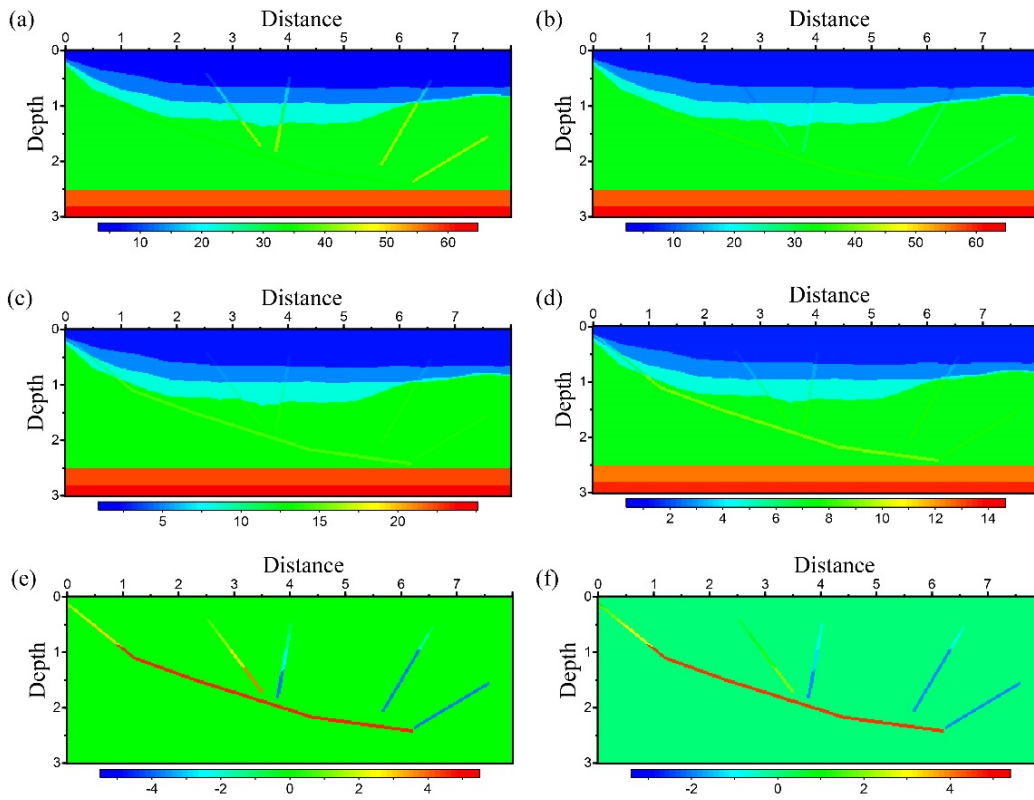 (a) Distance
0 1 2 3 4 5 6 7
Depth
0
1
2
3
10 20 30 40 50 60
(b) Distance
0 1 2 3 4 5 6 7
Depth
0
1
2
3
10 20 30 40 50 60
(c) Distance
0 1 2 3 4 5 6 7
Depth
0
1
2
3
5 10 15 20
(d) Distance
0 1 2 3 4 5 6 7
Depth
0
1
2
3
2 4 6 8 10 12 14
(e) Distance
0 1 2 3 4 5 6 7
Depth
0
1
2
3
-4 -2 0 2 4
(f) Distance
0 1 2 3 4 5 6 7
Depth
0
1
2
3
-2 0 2 4